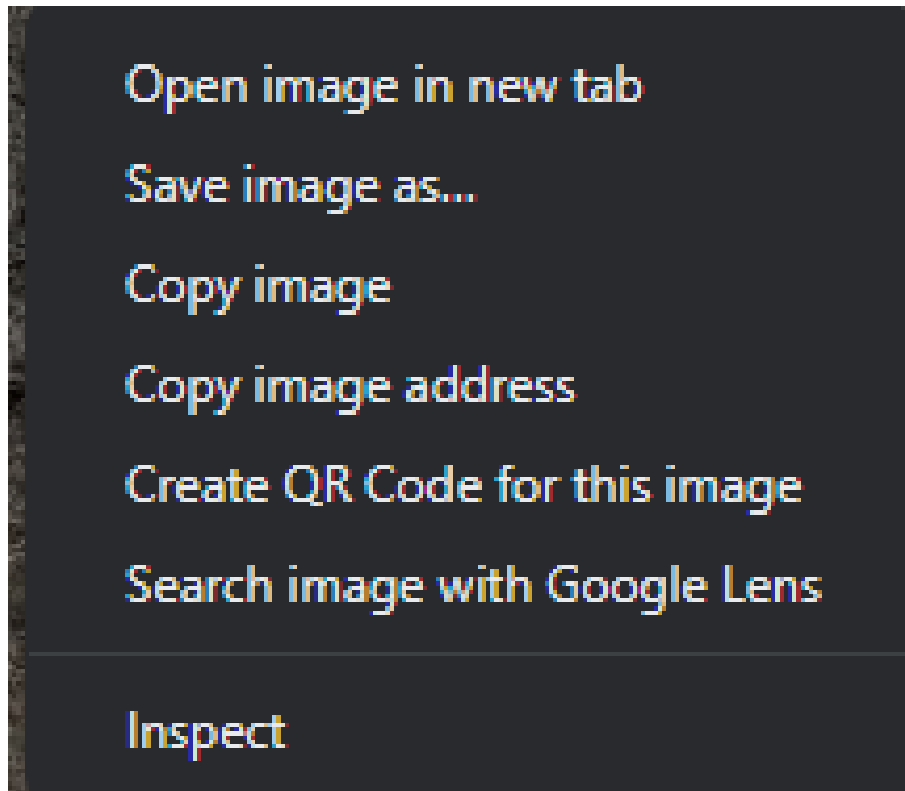 Open image in new tab
Save image as...
Copy image
Copy image address
Create QR Code for this image
Search image with Google Lens
Inspect